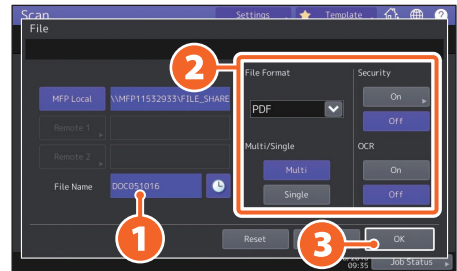 Scan
Settings
Template
?
File
2
File Format
Security
MFP Local
\\MFP11532933\FILE_SHARE
PDF
On
Off
Remote 1
Remote 2
Multi/Single
OCR
Multi
On
File Name
DOC051016
Single
Off
1
Reset
3
OK
09:35
Job Status